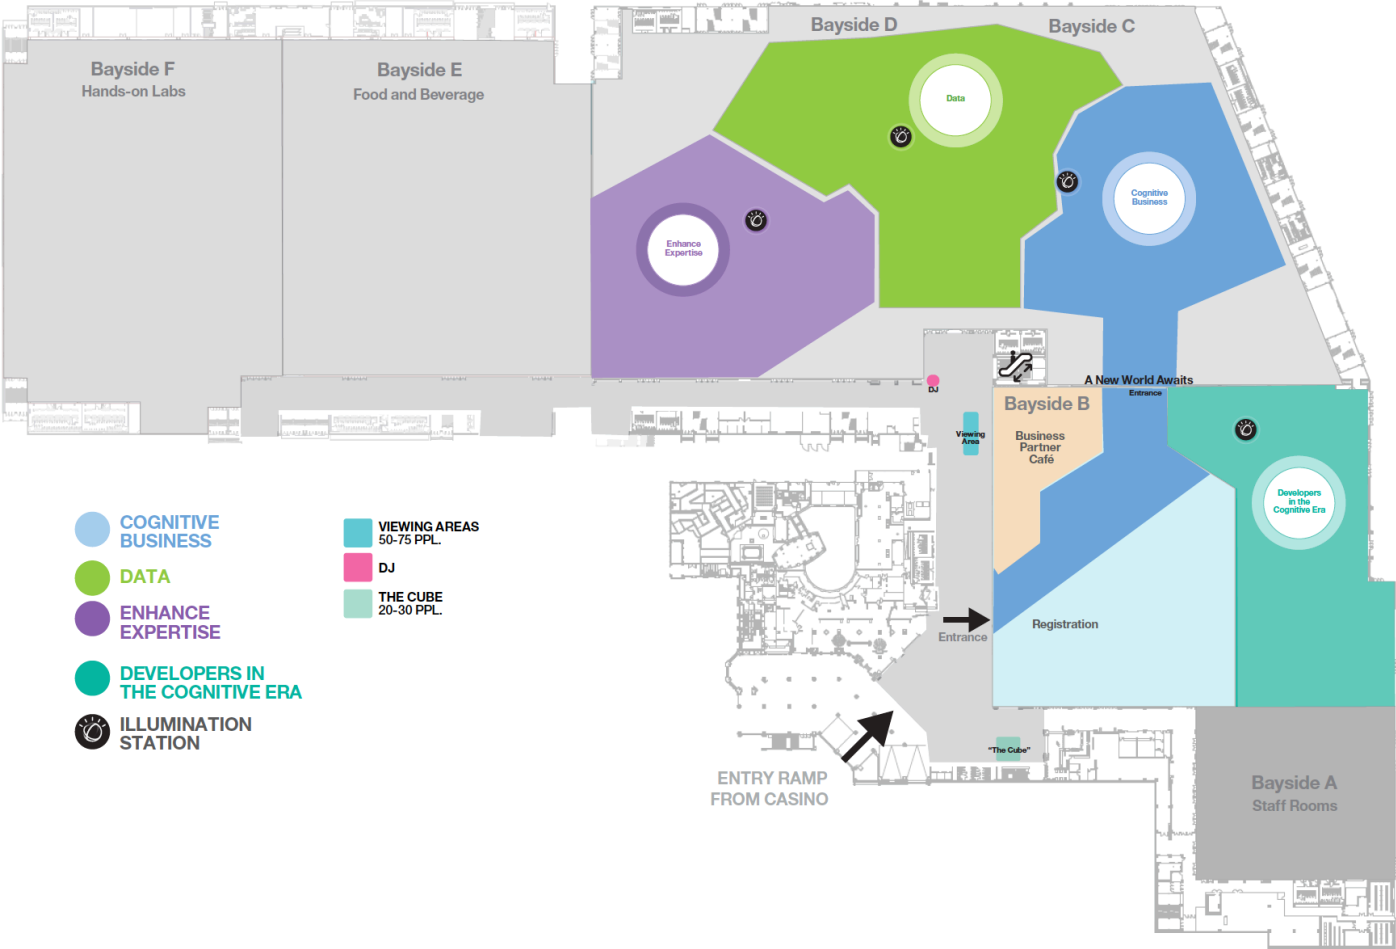 Bayside F
Hands-on Labs
Bayside E
Food and Beverage
Bayside D
Bayside C
Data
Cognitive
Business
Enhance
Expertise
DJ
A New World Awaits
Entrance
Bayside B
Business
Partner
Café
Viewing
Area
Developers
in the
Cognitive Era
COGNITIVE
BUSINESS
DATA
ENHANCE
EXPERTISE
DEVELOPERS IN
THE COGNITIVE ERA
ILLUMINATION
STATION
VIEWING AREAS
50-75 PPL.
DJ
THE CUBE
20-30 PPL.
Entrance
Registration
"The Cube"
ENTRY RAMP
FROM CASINO
Bayside A
Staff Rooms